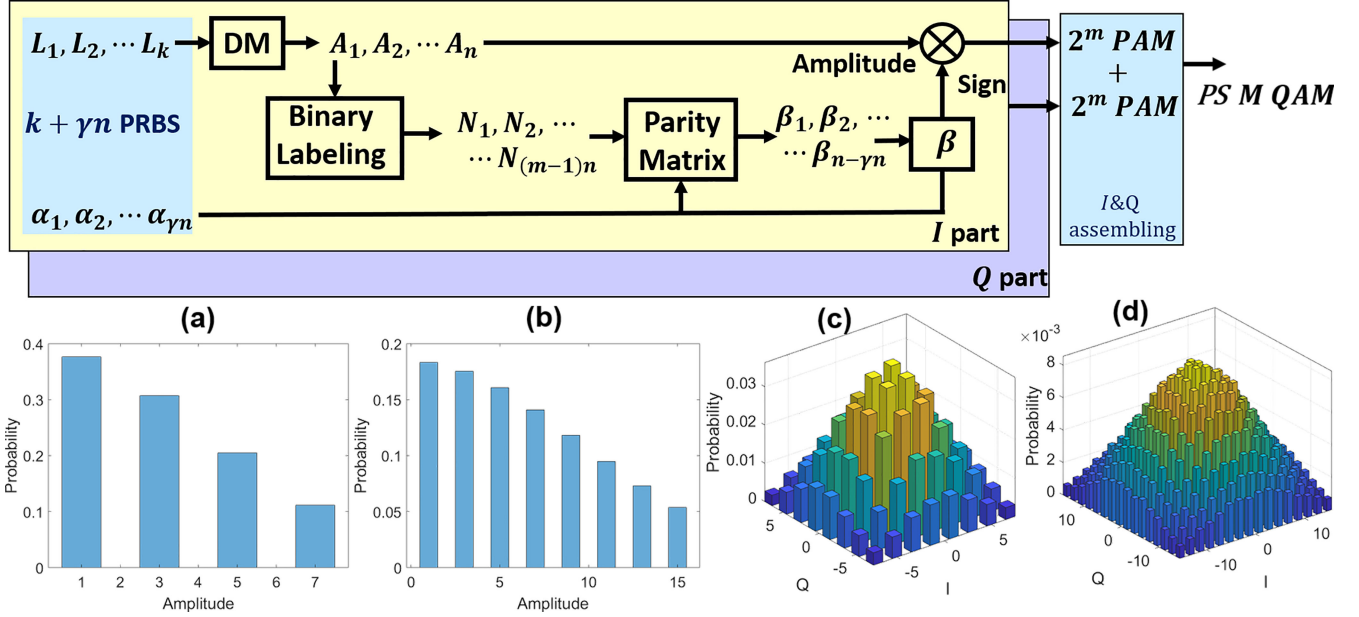 L₁, L₂, ⋯ Lₖ
DM
A₁, A₂, ⋯ Aₙ
Amplitude
Sign
2ᵐ PAM
+
2ᵐ PAM
PS M QAM
k + γn PRBS
Binary
Labeling
N₁, N₂, ⋯
⋯ N₍ₘ₋₁₎ₙ
Parity
Matrix
β₁, β₂, ⋯
⋯ βₙ₋γₙ
β
α₁, α₂, ⋯ αγₙ
I part
Q part
I&Q
assembling
(a)
0.4
0.3
0.2
0.1
0
Probability
1 2 3 4 5 6 7
Amplitude
(b)
0.2
0.15
0.1
0.05
0
Probability
0 5 10 15
Amplitude
(c)
0.03
0.02
0.01
0
Probability
5
0
-5
Q
-5
0
5
I
(d)
×10⁻³
8
6
4
2
0
Probability
10
0
-10
Q
-10
0
10
I